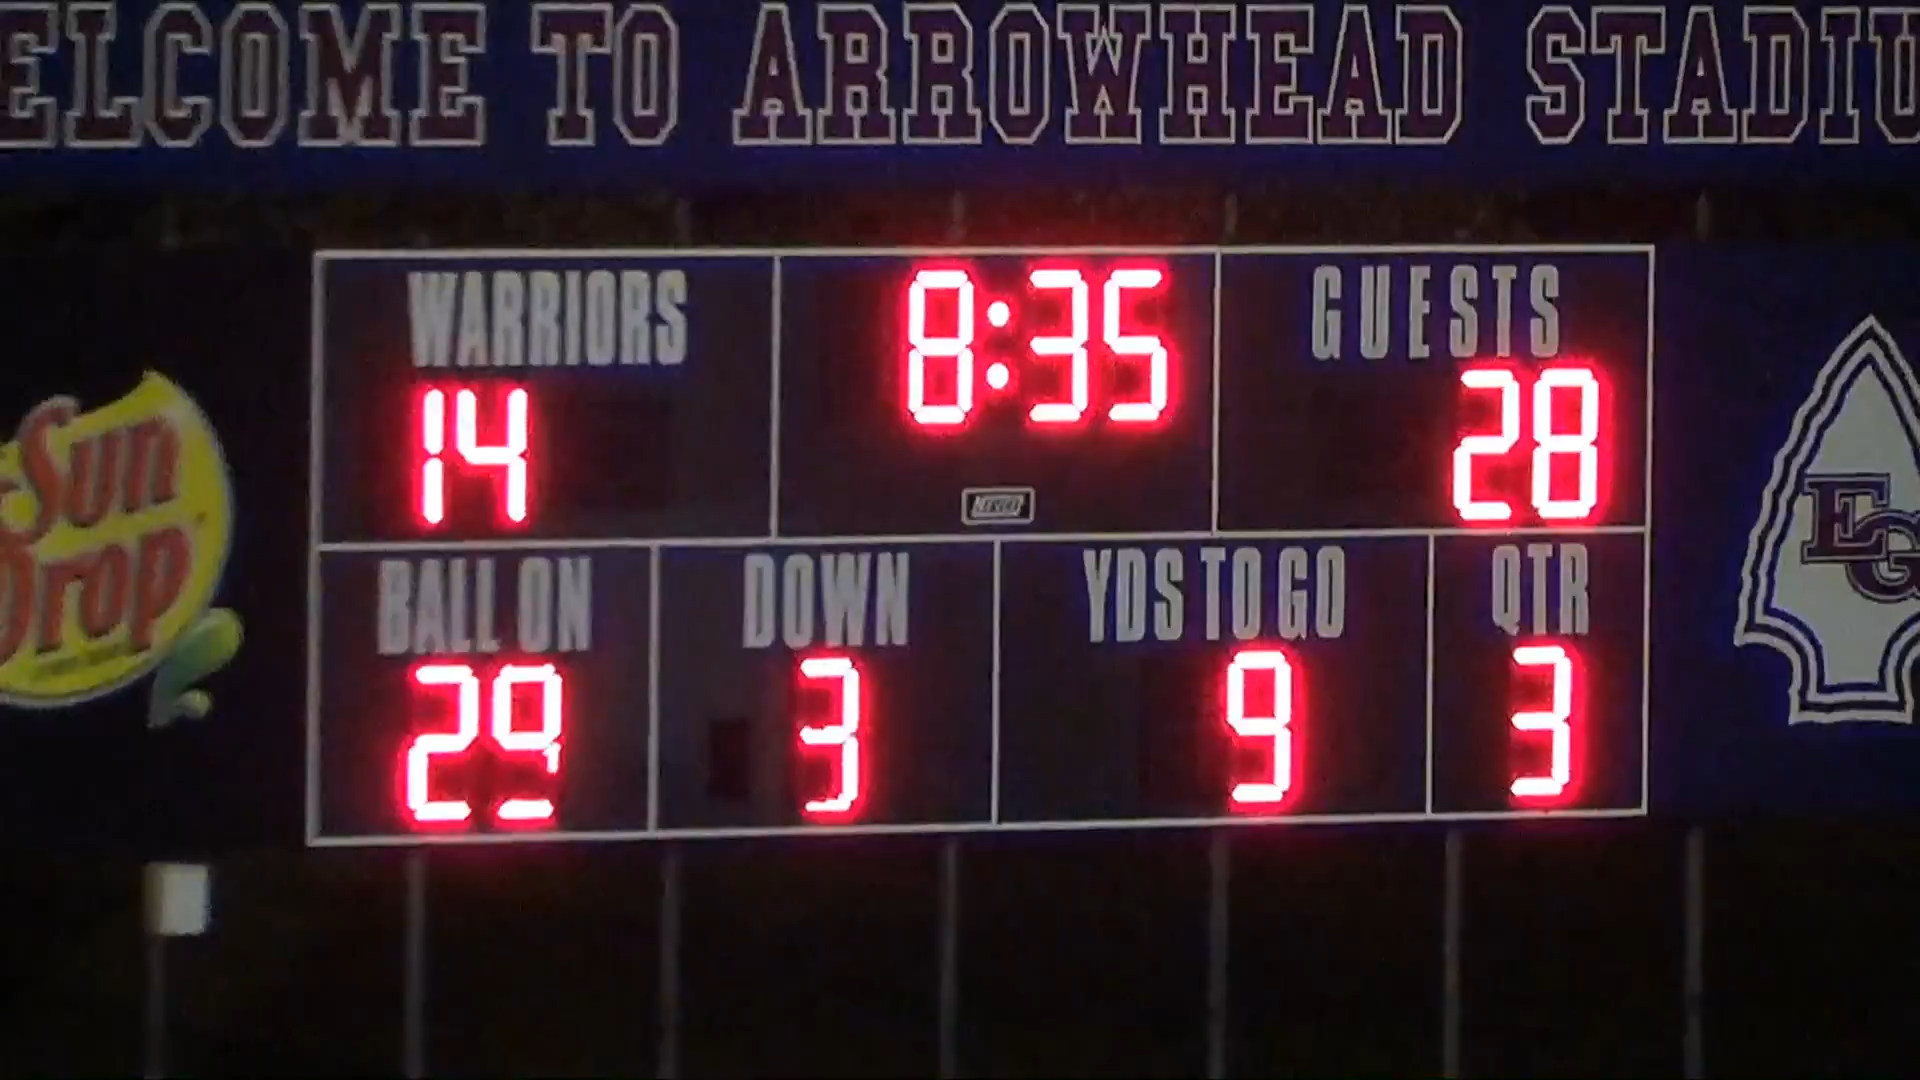 ELCOME TO ARROWHEAD STADIU
WARRIORS 8:35 GUESTS
14 28
BALL ON DOWN YDS TO GO QTR
29 3 9 3
Sun
Drop
EG